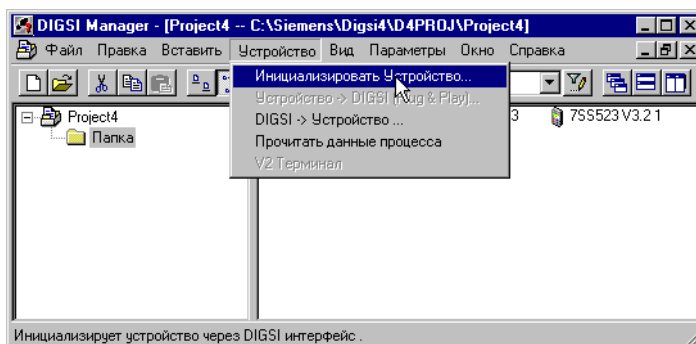 DIGSI Manager - [Project4 -- C:\Siemens\Digsi4\D4PROJ\Project4]
Файл Правка Вставить Устройство Вид Параметры Окно Справка
Инициализировать Устройство...
Устройство -> DIGSI (Plug & Play)...
DIGSI -> Устройство ...
Прочитать данные процесса
V2 Терминал
Project4
Папка
3 7SS523 V3.2 1
Инициализирует устройство через DIGSI интерфейс .